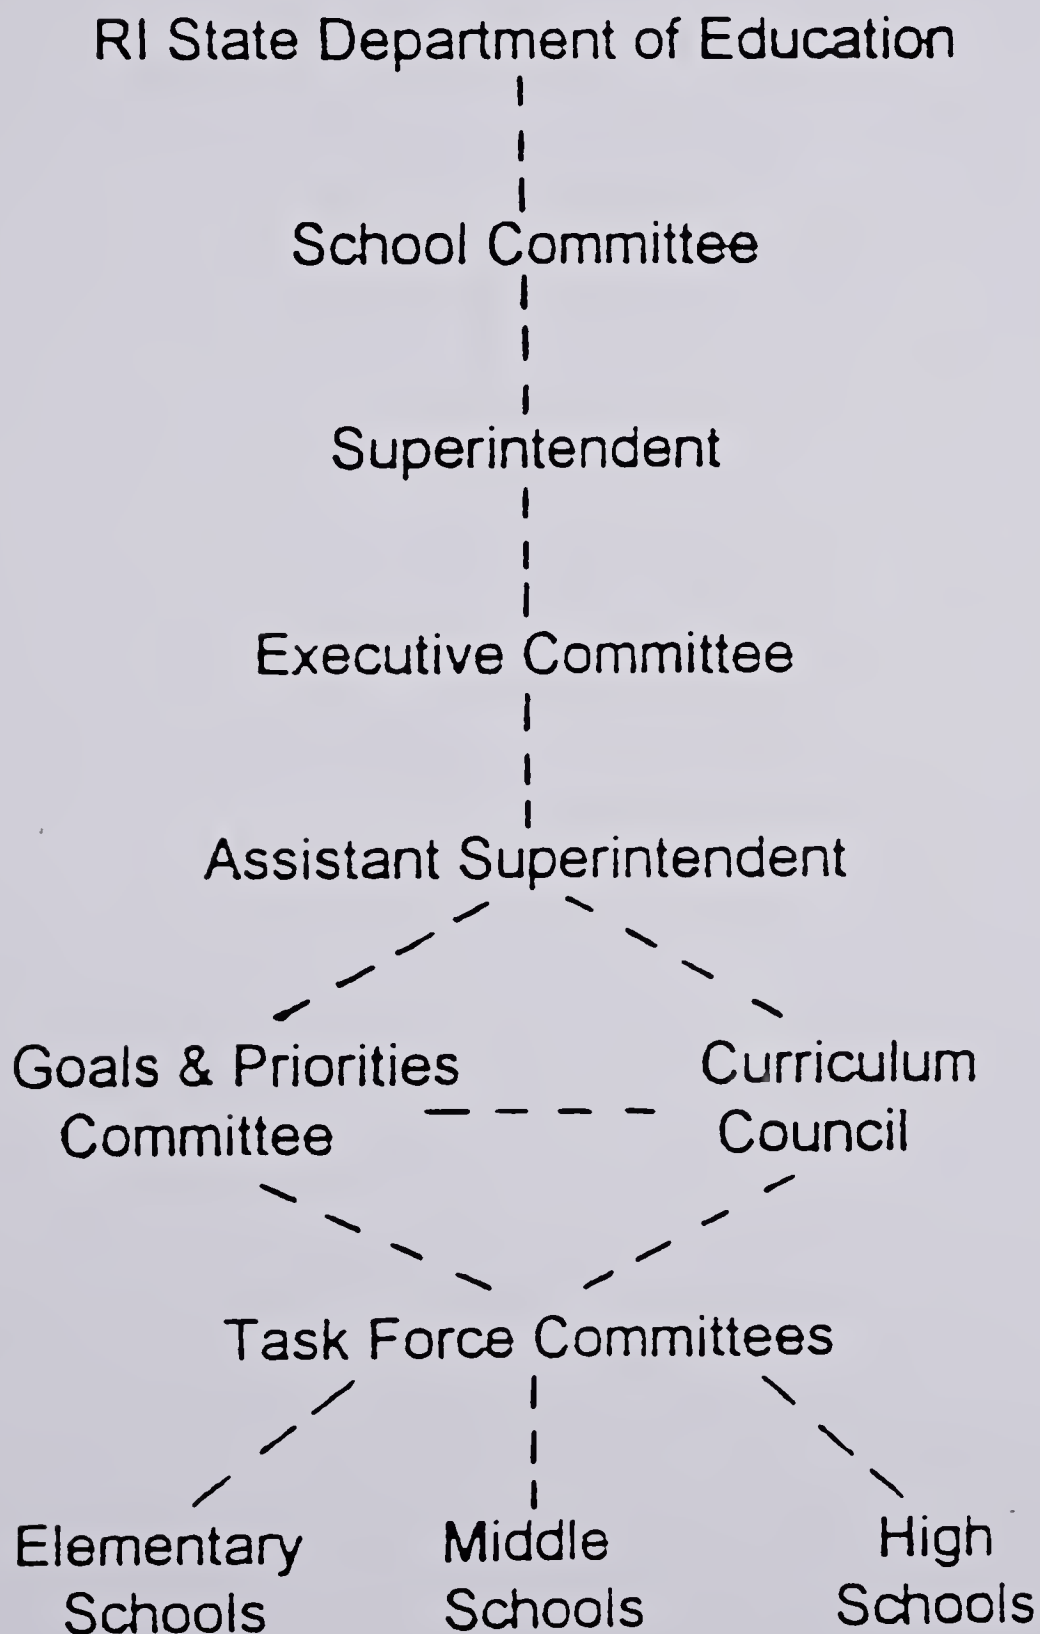 RI State Department of Education
School Committee
Superintendent
Executive Committee
Assistant Superintendent
Goals & Priorities
Committee
Curriculum
Council
Task Force Committees
Elementary
Schools
Middle
Schools
High
Schools